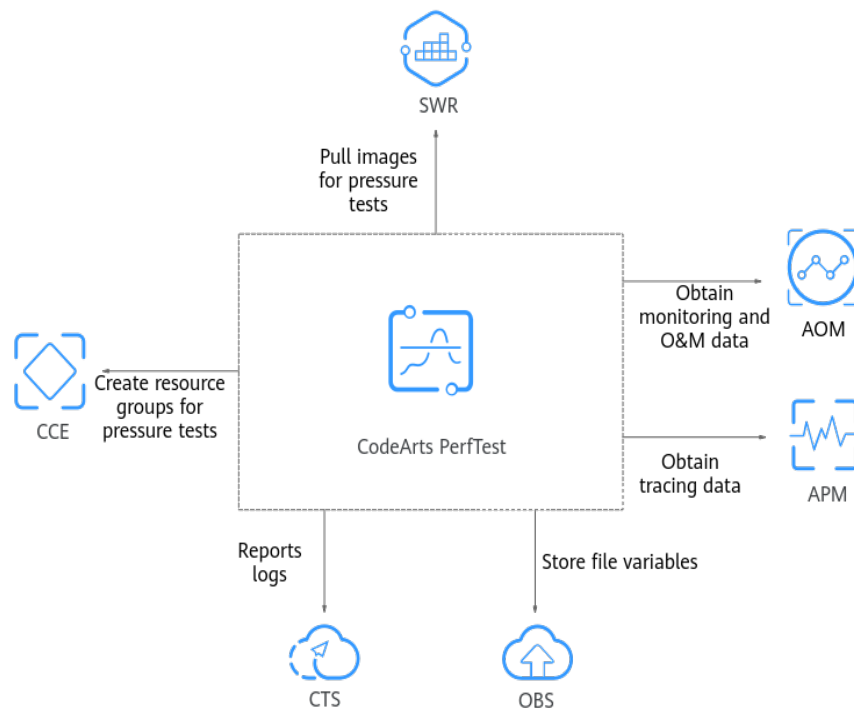 SWR
Pull images
for pressure
tests
Obtain
monitoring and
O&M data
AOM
Create resource
groups for
pressure tests
CCE
CodeArts PerfTest
Obtain
tracing data
APM
Reports
logs
Store file variables
CTS
OBS